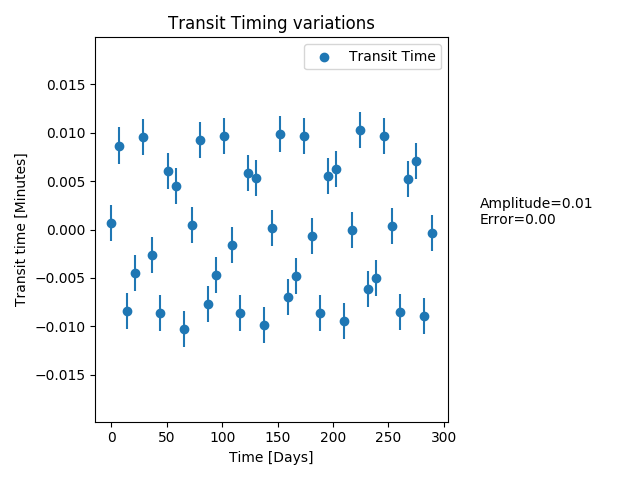 Transit Timing variations
Transit Time
0.015
0.010
0.005
0.000
−0.005
−0.010
−0.015
Transit time [Minutes]
0 50 100 150 200 250 300
Time [Days]
Amplitude=0.01
Error=0.00